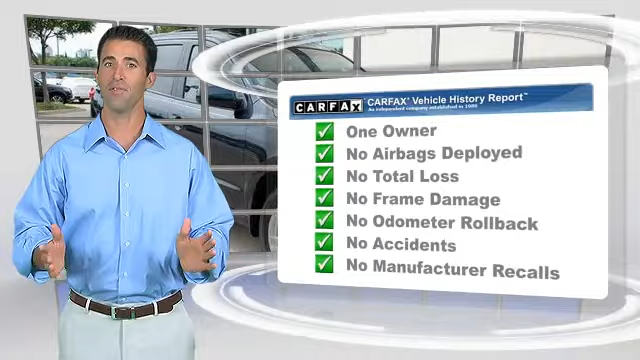 CARFAX CARFAX® Vehicle History Report™
An independent company established in 1986
One Owner
No Airbags Deployed
No Total Loss
No Frame Damage
No Odometer Rollback
No Accidents
No Manufacturer Recalls